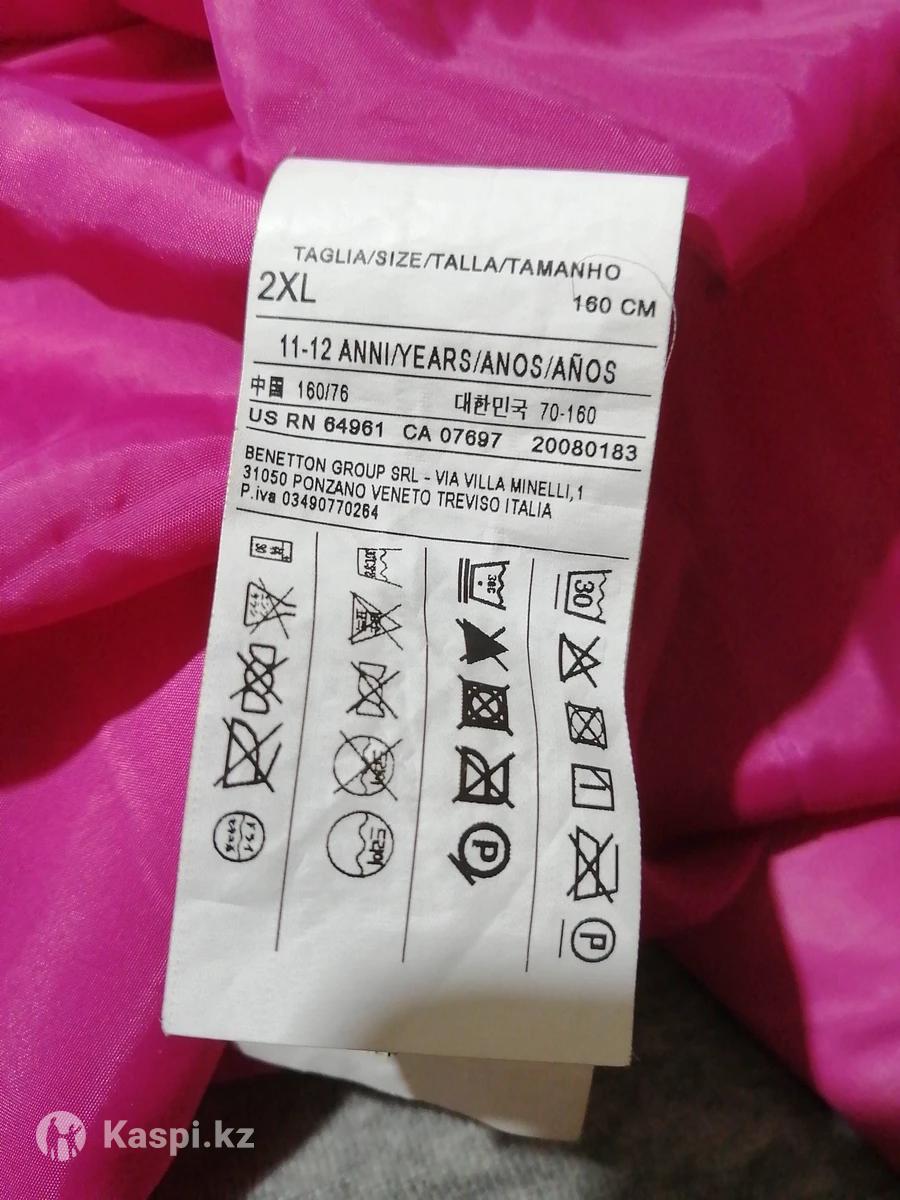 TAGLIA/SIZE/TALLA/TAMANHO
2XL 160 CM
11-12 ANNI/YEARS/ANOS/AÑOS
中国 160/76 대한민국 70-160
US RN 64961 CA 07697 20080183
BENETTON GROUP SRL - VIA VILLA MINELLI,1
31050 PONZANO VENETO TREVISO ITALIA
P.iva 03490770264
30
30C
P
P
Kaspi.kz